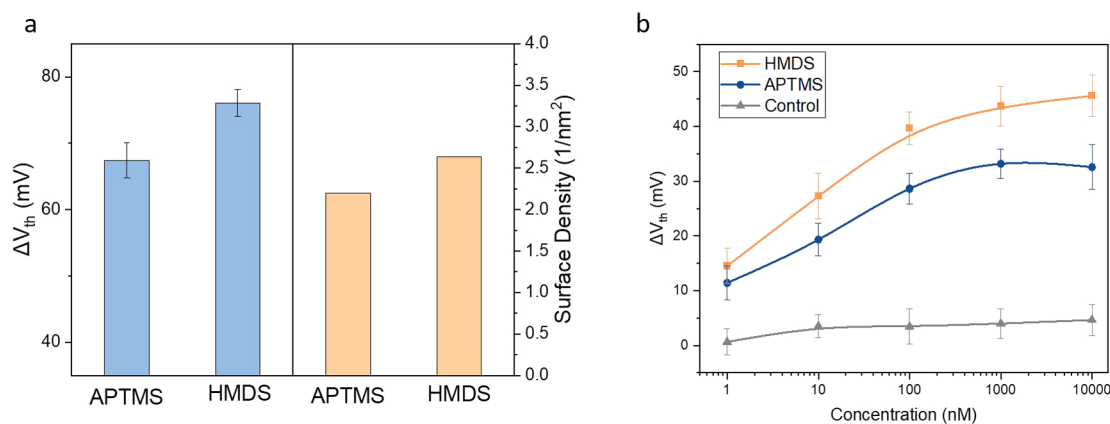 a
80
60
40
ΔVth (mV)
APTMS
HMDS
APTMS
HMDS
4.0
3.5
3.0
2.5
2.0
1.5
1.0
0.5
0.0
Surface Density (1/nm²)
b
HMDS
APTMS
Control
50
40
30
20
10
0
ΔVth (mV)
1
10
100
1000
10000
Concentration (nM)